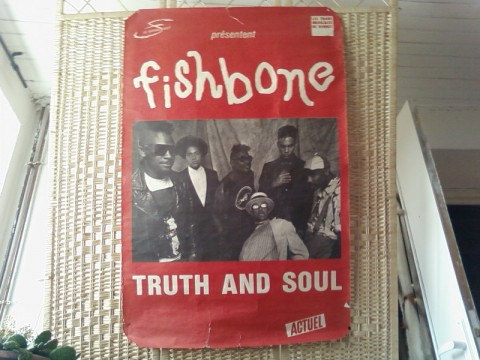 présentent
fishbone
TRUTH AND SOUL
ACTUEL